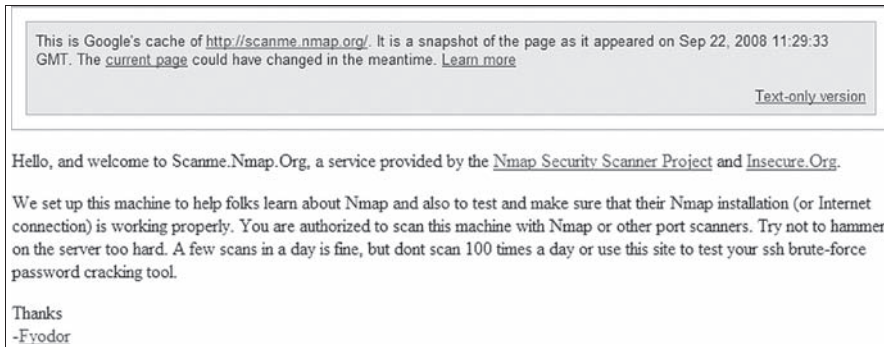 This is Google's cache of http://scanme.nmap.org/. It is a snapshot of the page as it appeared on Sep 22, 2008 11:29:33
GMT. The current page could have changed in the meantime. Learn more
Text-only version
Hello, and welcome to Scanme.Nmap.Org, a service provided by the Nmap Security Scanner Project and Insecure.Org.
We set up this machine to help folks learn about Nmap and also to test and make sure that their Nmap installation (or Internet
connection) is working properly. You are authorized to scan this machine with Nmap or other port scanners. Try not to hammer
on the server too hard. A few scans in a day is fine, but dont scan 100 times a day or use this site to test your ssh brute-force
password cracking tool.
Thanks
-Fyodor